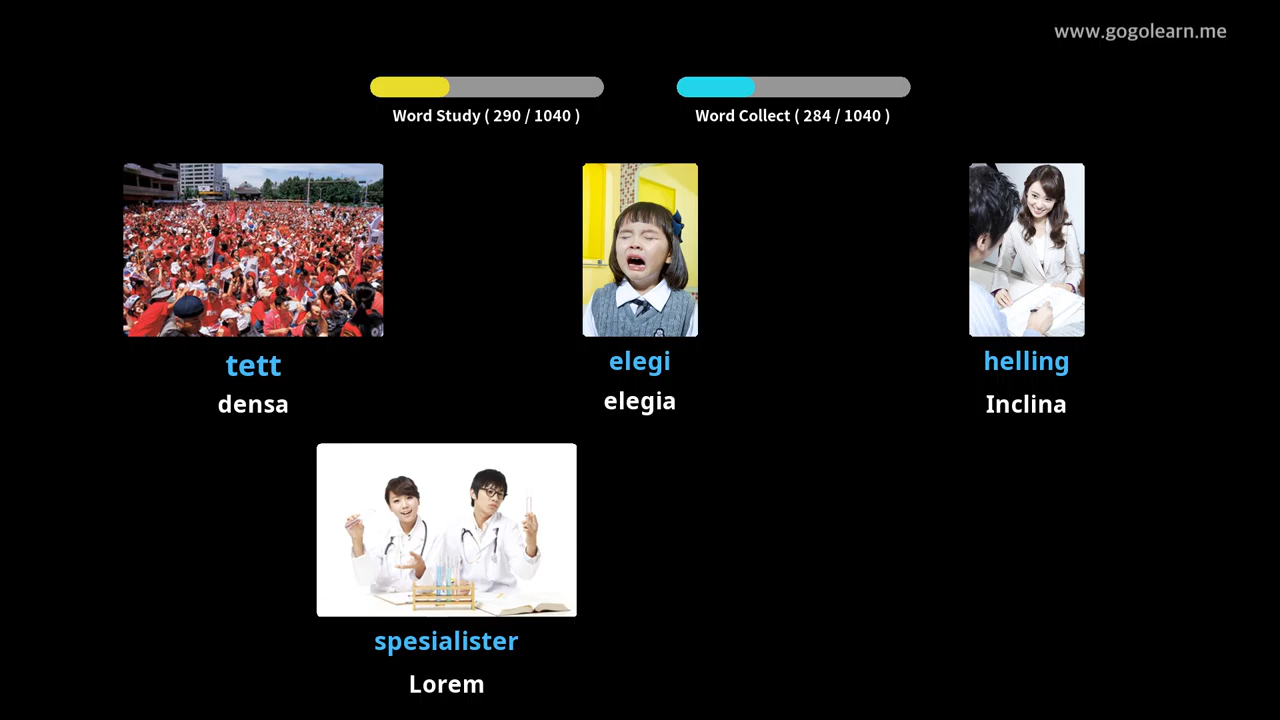 www.gogolearn.me
Word Study ( 290 / 1040 )
Word Collect ( 284 / 1040 )
tett
densa
elegi
elegia
helling
Inclina
spesialister
Lorem